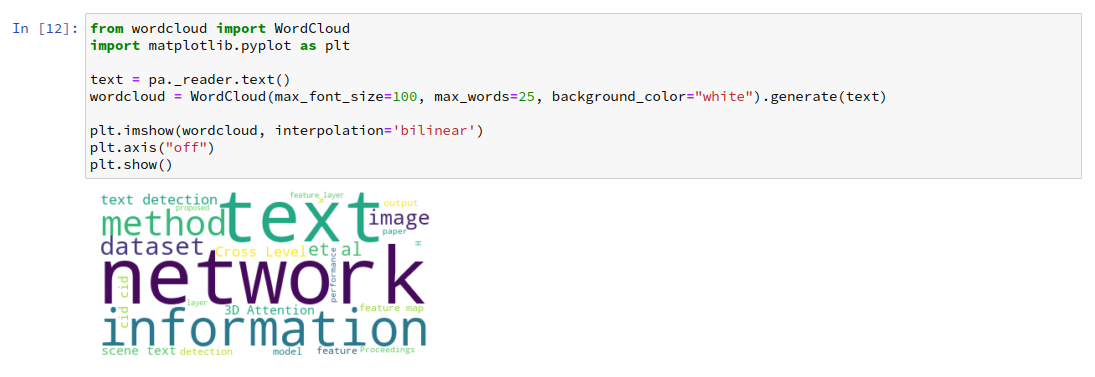 In [12]:
from wordcloud import WordCloud
import matplotlib.pyplot as plt
text = pa._reader.text()
wordcloud = WordCloud(max_font_size=100, max_words=25, background_color="white").generate(text)
plt.imshow(wordcloud, interpolation='bilinear')
plt.axis("off")
plt.show()
text detection
feature layer
output
proposed
text
method
image
paper
dataset
Cross Level
et al
H
network
performance
cid cid
layer
3D Attention
feature map
information
scene text
detection
model
feature
Proceedings